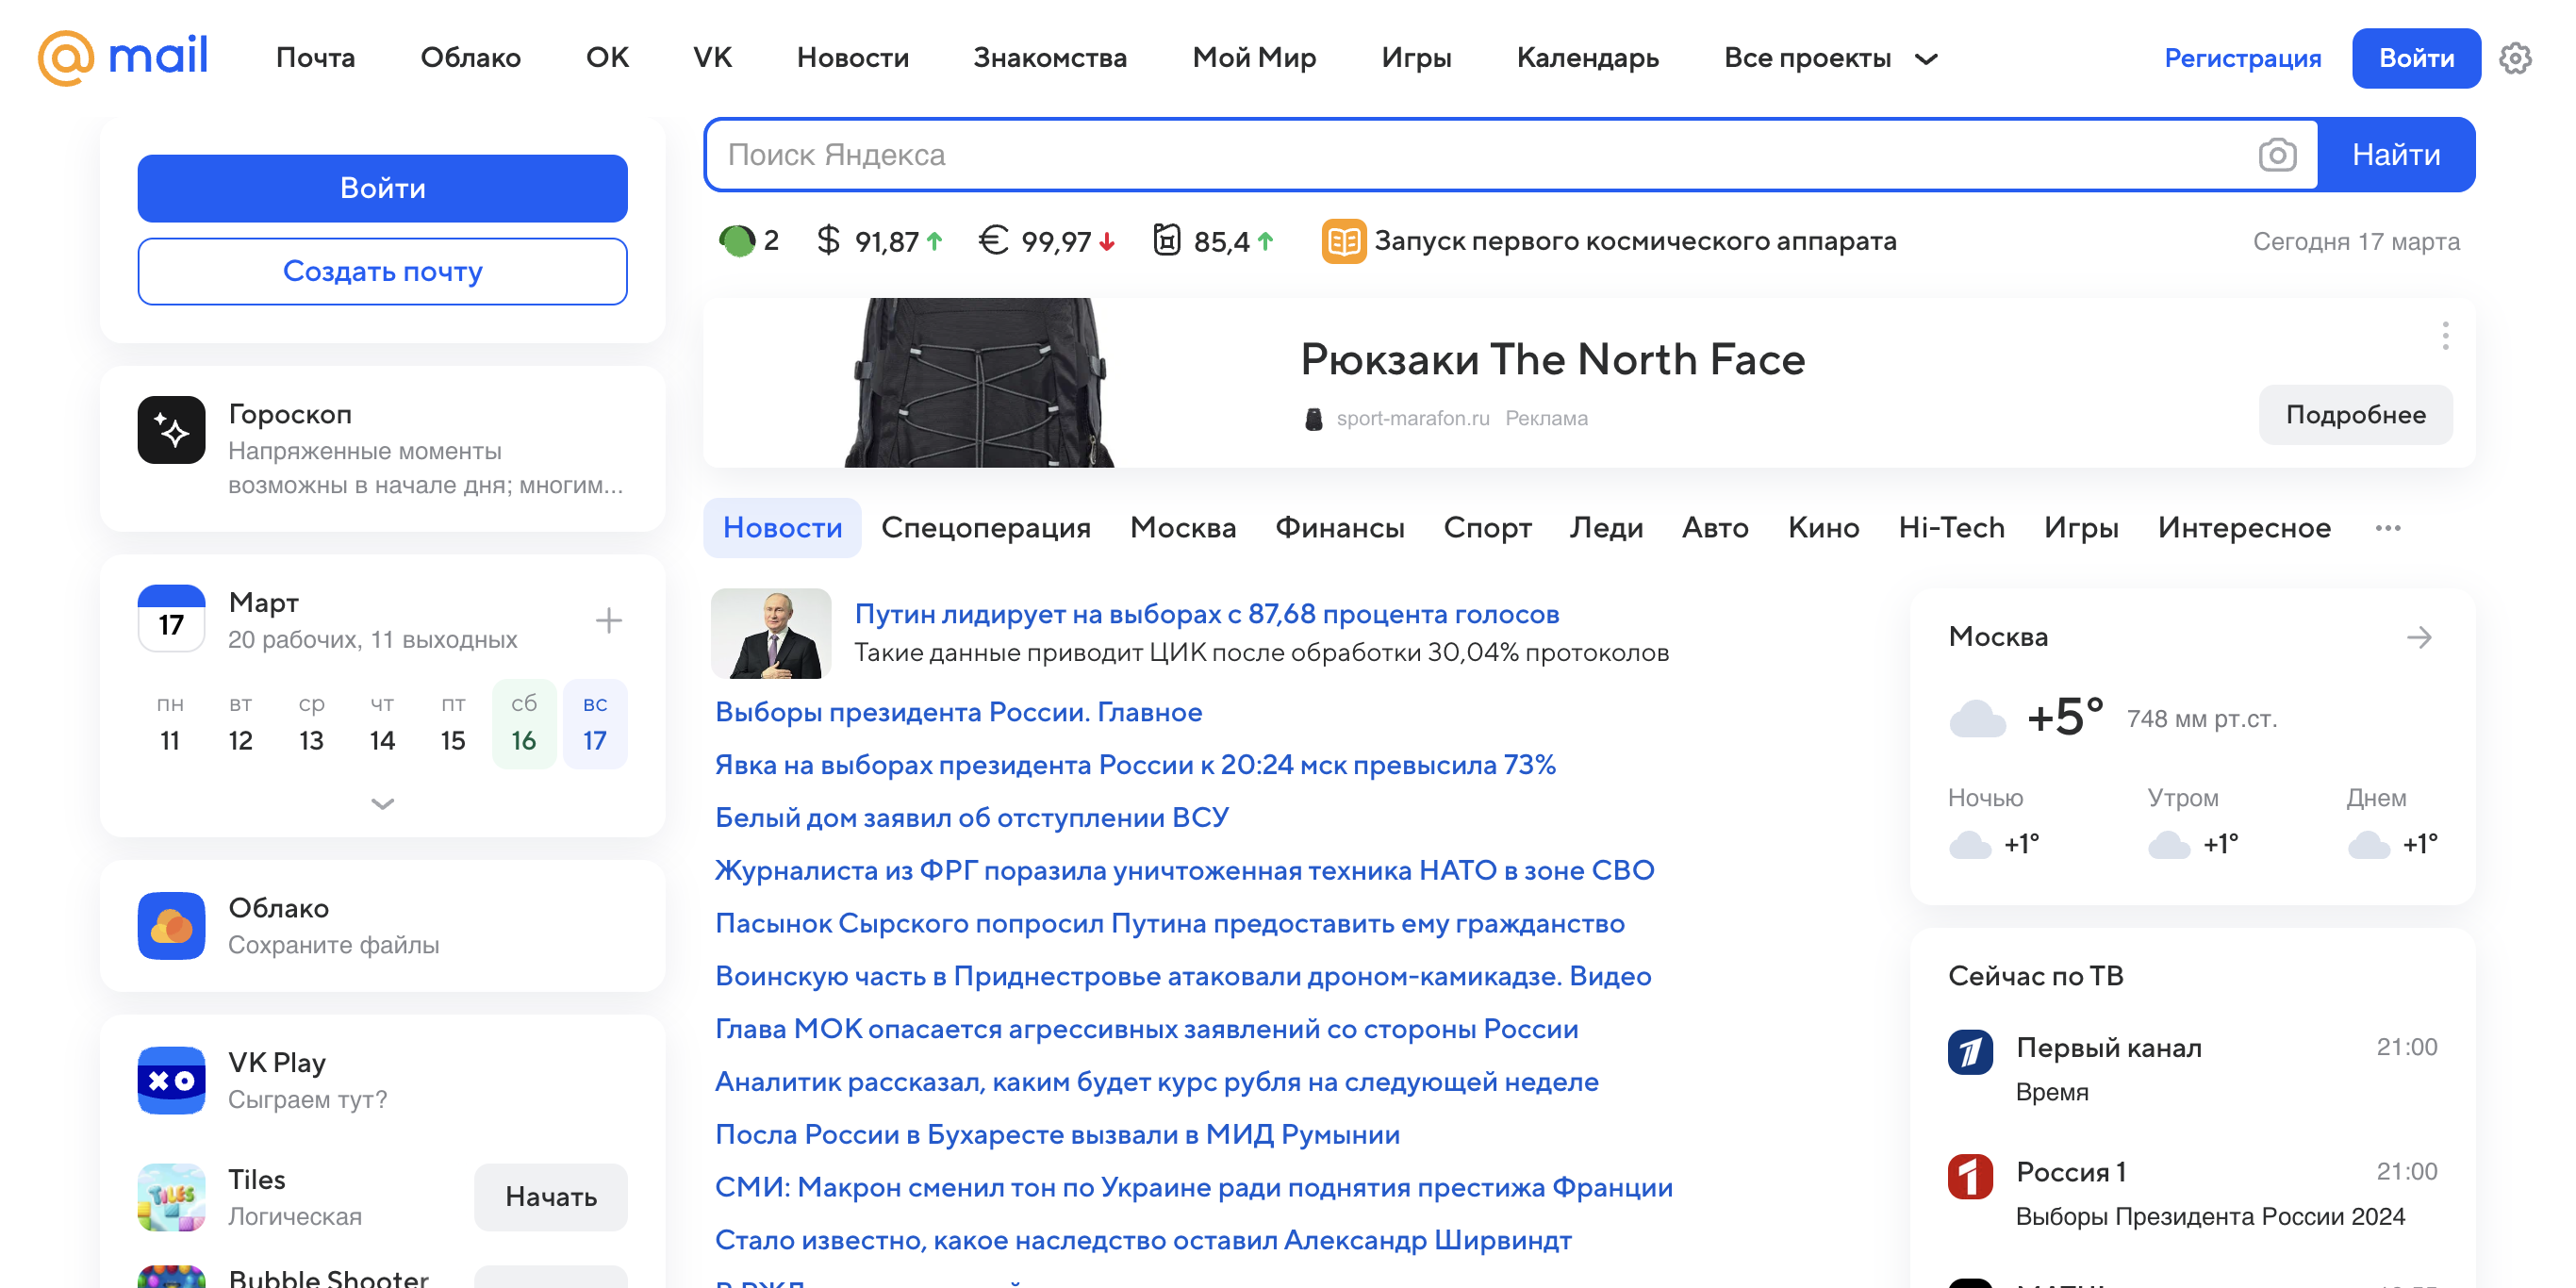 mail
Почта Облако ОК VK Новости Знакомства Мой Мир Игры Календарь Все проекты
Регистрация Войти
Войти
Создать почту
Гороскоп
Напряженные моменты
возможны в начале дня; многим...
17
Март
20 рабочих, 11 выходных
пн вт ср чт пт сб вс
11 12 13 14 15 16 17
Облако
Сохраните файлы
VK Play
Сыграем тут?
TILES
Tiles
Логическая
Начать
Bubble Shooter
Поиск Яндекса
Найти
2 $ 91,87 € 99,97 85,4 Запуск первого космического аппарата Сегодня 17 марта
Рюкзаки The North Face
sport-marafon.ru Реклама
Подробнее
Новости Спецоперация Москва Финансы Спорт Леди Авто Кино Hi-Tech Игры Интересное
Путин лидирует на выборах с 87,68 процента голосов
Такие данные приводит ЦИК после обработки 30,04% протоколов
Выборы президента России. Главное
Явка на выборах президента России к 20:24 мск превысила 73%
Белый дом заявил об отступлении ВСУ
Журналиста из ФРГ поразила уничтоженная техника НАТО в зоне СВО
Пасынок Сырского попросил Путина предоставить ему гражданство
Воинскую часть в Приднестровье атаковали дроном-камикадзе. Видео
Глава МОК опасается агрессивных заявлений со стороны России
Аналитик рассказал, каким будет курс рубля на следующей неделе
Посла России в Бухаресте вызвали в МИД Румынии
СМИ: Макрон сменил тон по Украине ради поднятия престижа Франции
Стало известно, какое наследство оставил Александр Ширвиндт
Москва
+5° 748 мм рт.ст.
Ночью Утром Днем
+1° +1° +1°
Сейчас по ТВ
Первый канал 21:00
Время
Россия 1 21:00
Выборы Президента России 2024